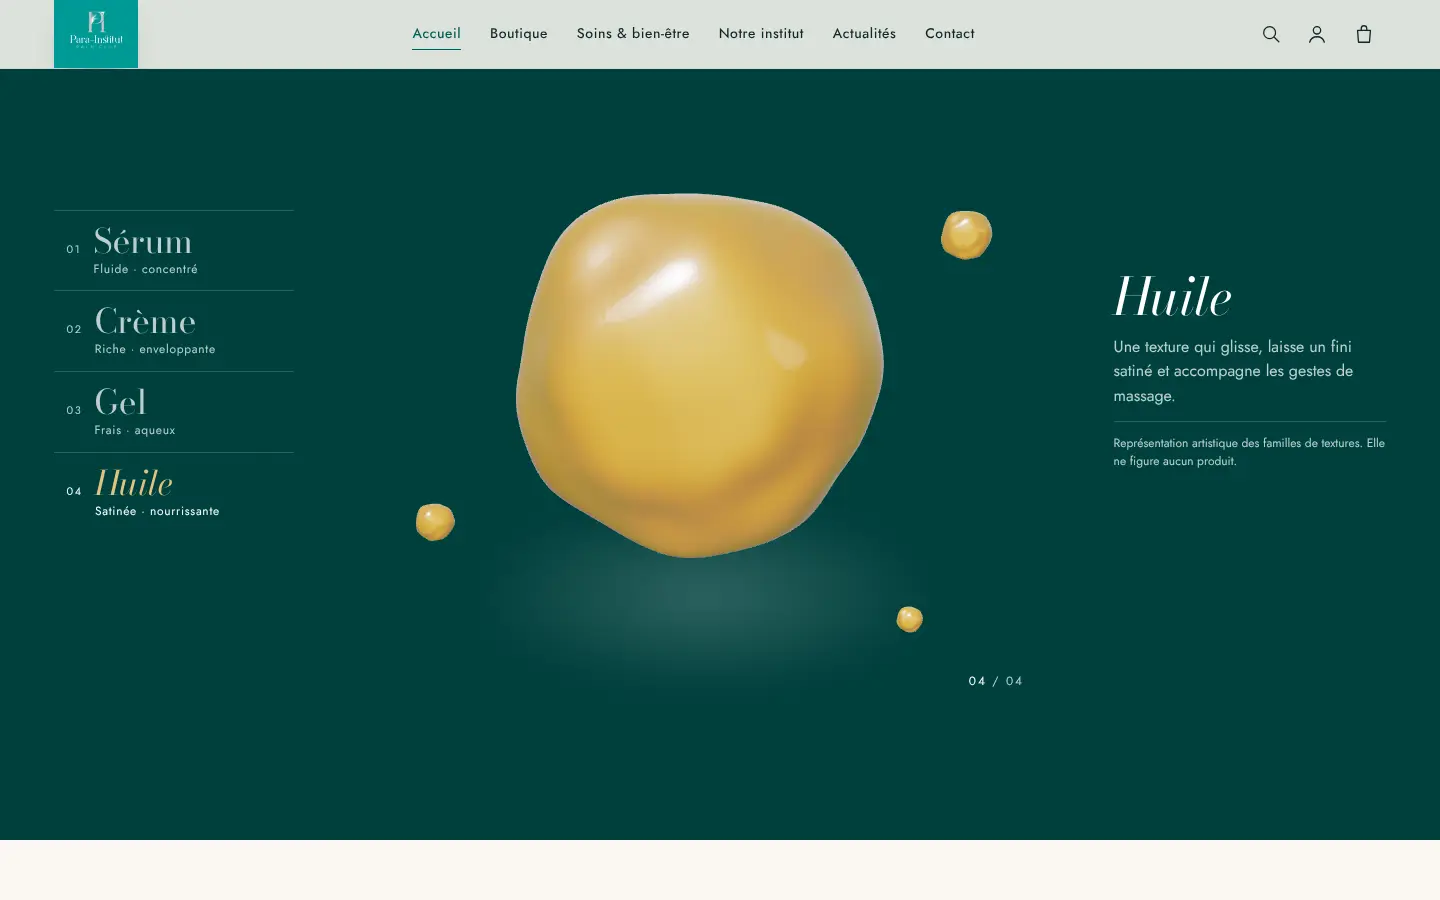 Para-Institut
Accueil
Boutique
Soins & bien-être
Notre institut
Actualités
Contact
01
Sérum
Fluide · concentré
02
Crème
Riche · enveloppante
03
Gel
Frais · aqueux
04
Huile
Satinée · nourrissante
Huile
Une texture qui glisse, laisse un fini
satiné et accompagne les gestes de
massage.
Représentation artistique des familles de textures. Elle
ne figure aucun produit.
04 / 04